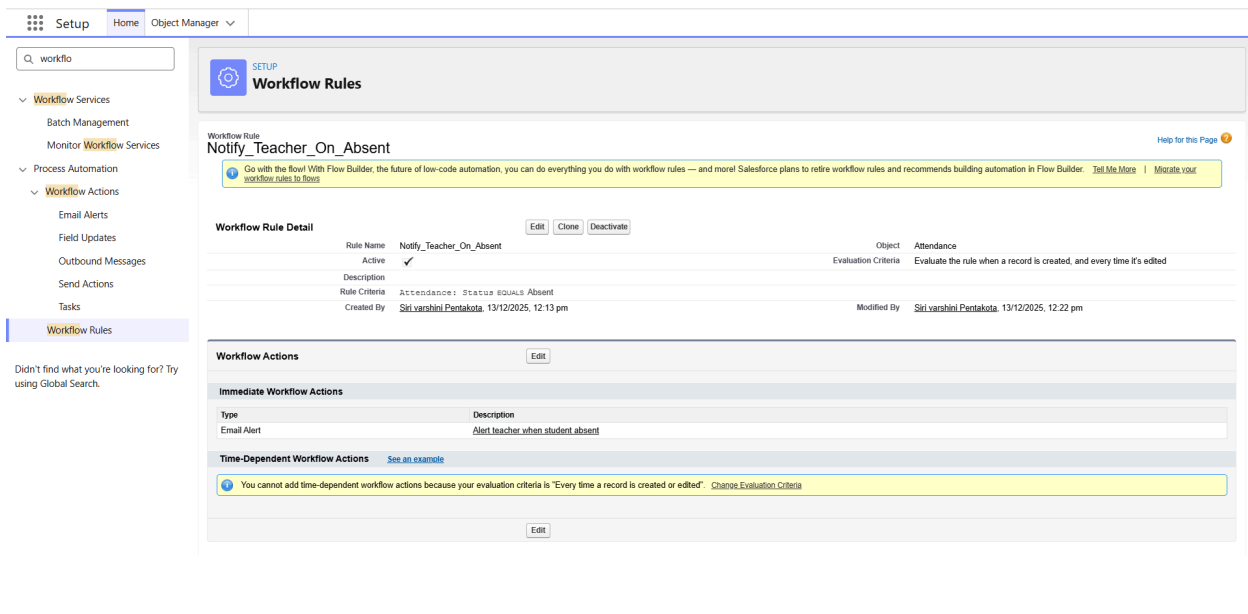 Setup Home Object Manager
workflo
Workflow Services
Batch Management
Monitor Workflow Services
Process Automation
Workflow Actions
Email Alerts
Field Updates
Outbound Messages
Send Actions
Tasks
Workflow Rules
Didn't find what you're looking for? Try
using Global Search.
SETUP
Workflow Rules
Workflow Rule
Notify_Teacher_On_Absent
Help for this Page ?
Go with the flow! With Flow Builder, the future of low-code automation, you can do everything you do with workflow rules — and more! Salesforce plans to retire workflow rules and recommends building automation in Flow Builder. Tell Me More | Migrate your
workflow rules to flows
Workflow Rule Detail Edit Clone Deactivate
Rule Name Notify_Teacher_On_Absent Object Attendance
Active Evaluation Criteria Evaluate the rule when a record is created, and every time it's edited
Description
Rule Criteria Attendance: Status EQUALS Absent
Created By Siri varshini Pentakota, 13/12/2025, 12:13 pm Modified By Siri varshini Pentakota, 13/12/2025, 12:22 pm
Workflow Actions Edit
Immediate Workflow Actions
Type Description
Email Alert Alert teacher when student absent
Time-Dependent Workflow Actions See an example
You cannot add time-dependent workflow actions because your evaluation criteria is "Every time a record is created or edited". Change Evaluation Criteria
Edit